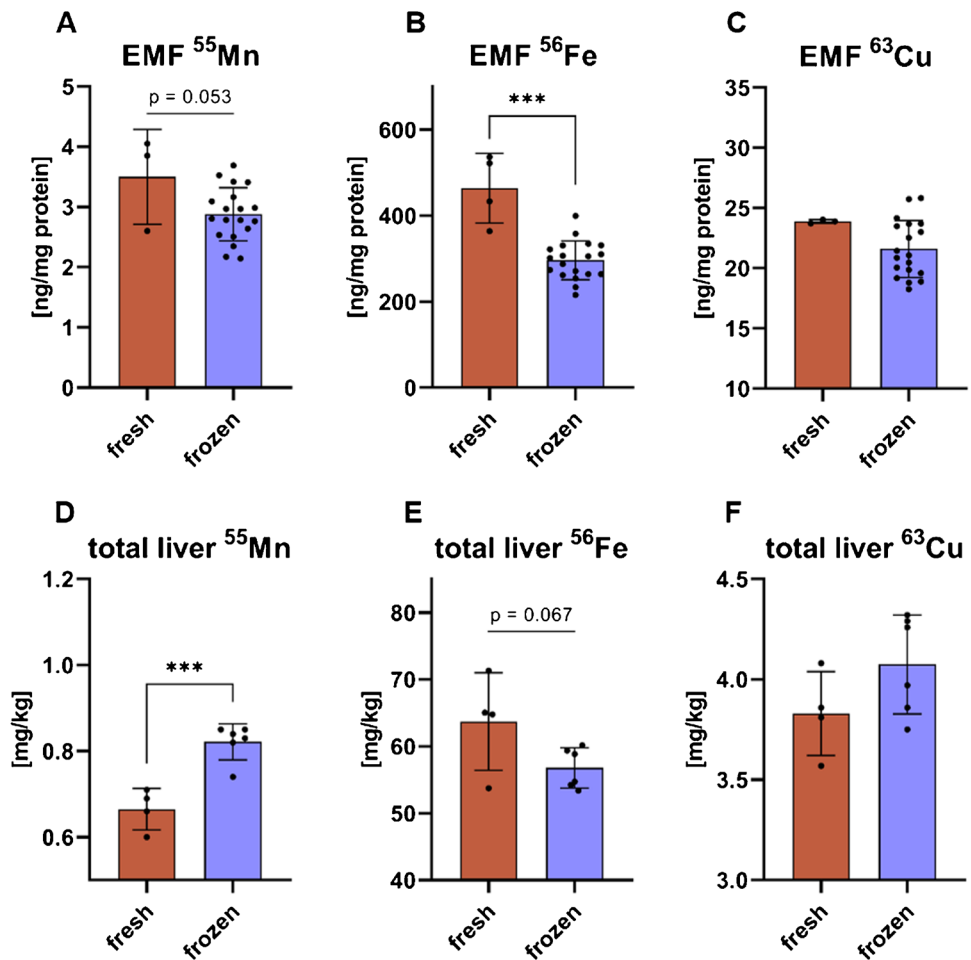 A
EMF ⁵⁵Mn
[ng/mg protein]
5
4
3
2
1
0
p = 0.053
fresh
frozen
B
EMF ⁵⁶Fe
[ng/mg protein]
600
400
200
0
***
fresh
frozen
C
EMF ⁶³Cu
[ng/mg protein]
35
30
25
20
15
10
fresh
frozen
D
total liver ⁵⁵Mn
[mg/kg]
1.2
1.0
0.8
0.6
***
fresh
frozen
E
total liver ⁵⁶Fe
[mg/kg]
80
70
60
50
40
p = 0.067
fresh
frozen
F
total liver ⁶³Cu
[mg/kg]
4.5
4.0
3.5
3.0
fresh
frozen